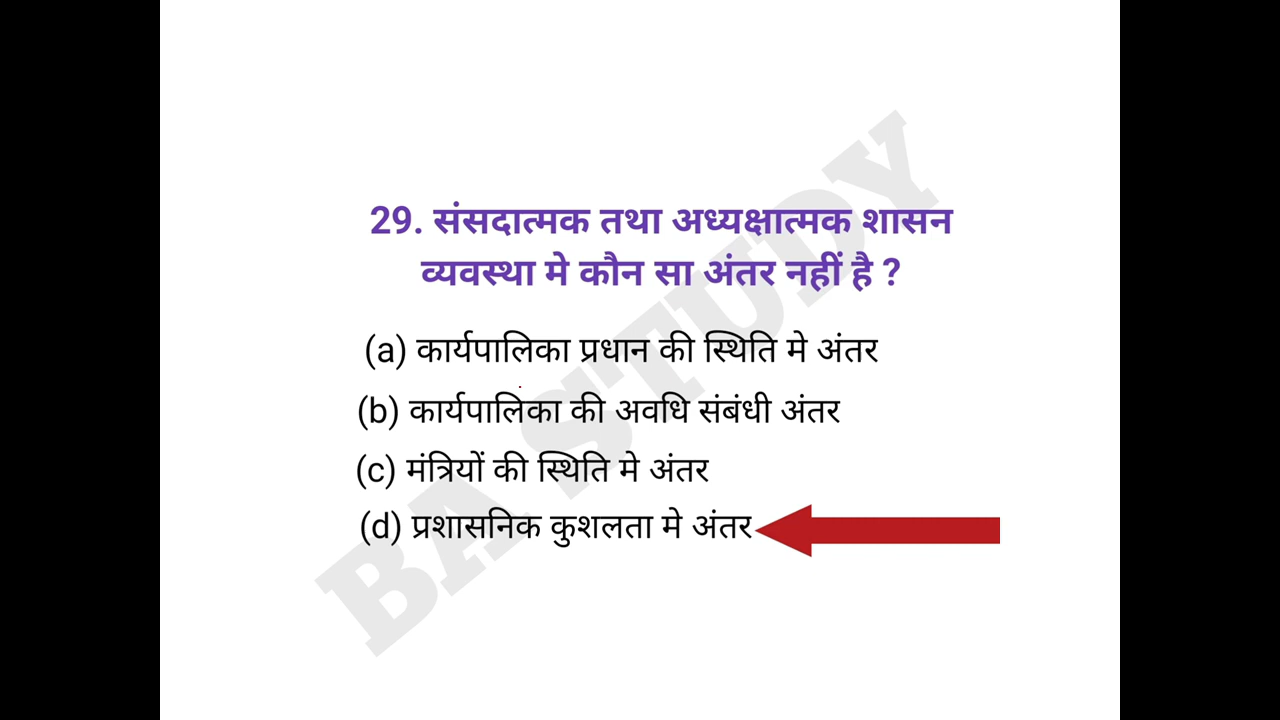 29. संसदात्मक तथा अध्यक्षात्मक शासन
व्यवस्था मे कौन सा अंतर नहीं है ?
(a) कार्यपालिका प्रधान की स्थिति मे अंतर
(b) कार्यपालिका की अवधि संबंधी अंतर
(c) मंत्रियों की स्थिति मे अंतर
(d) प्रशासनिक कुशलता मे अंतर
BA STUDY